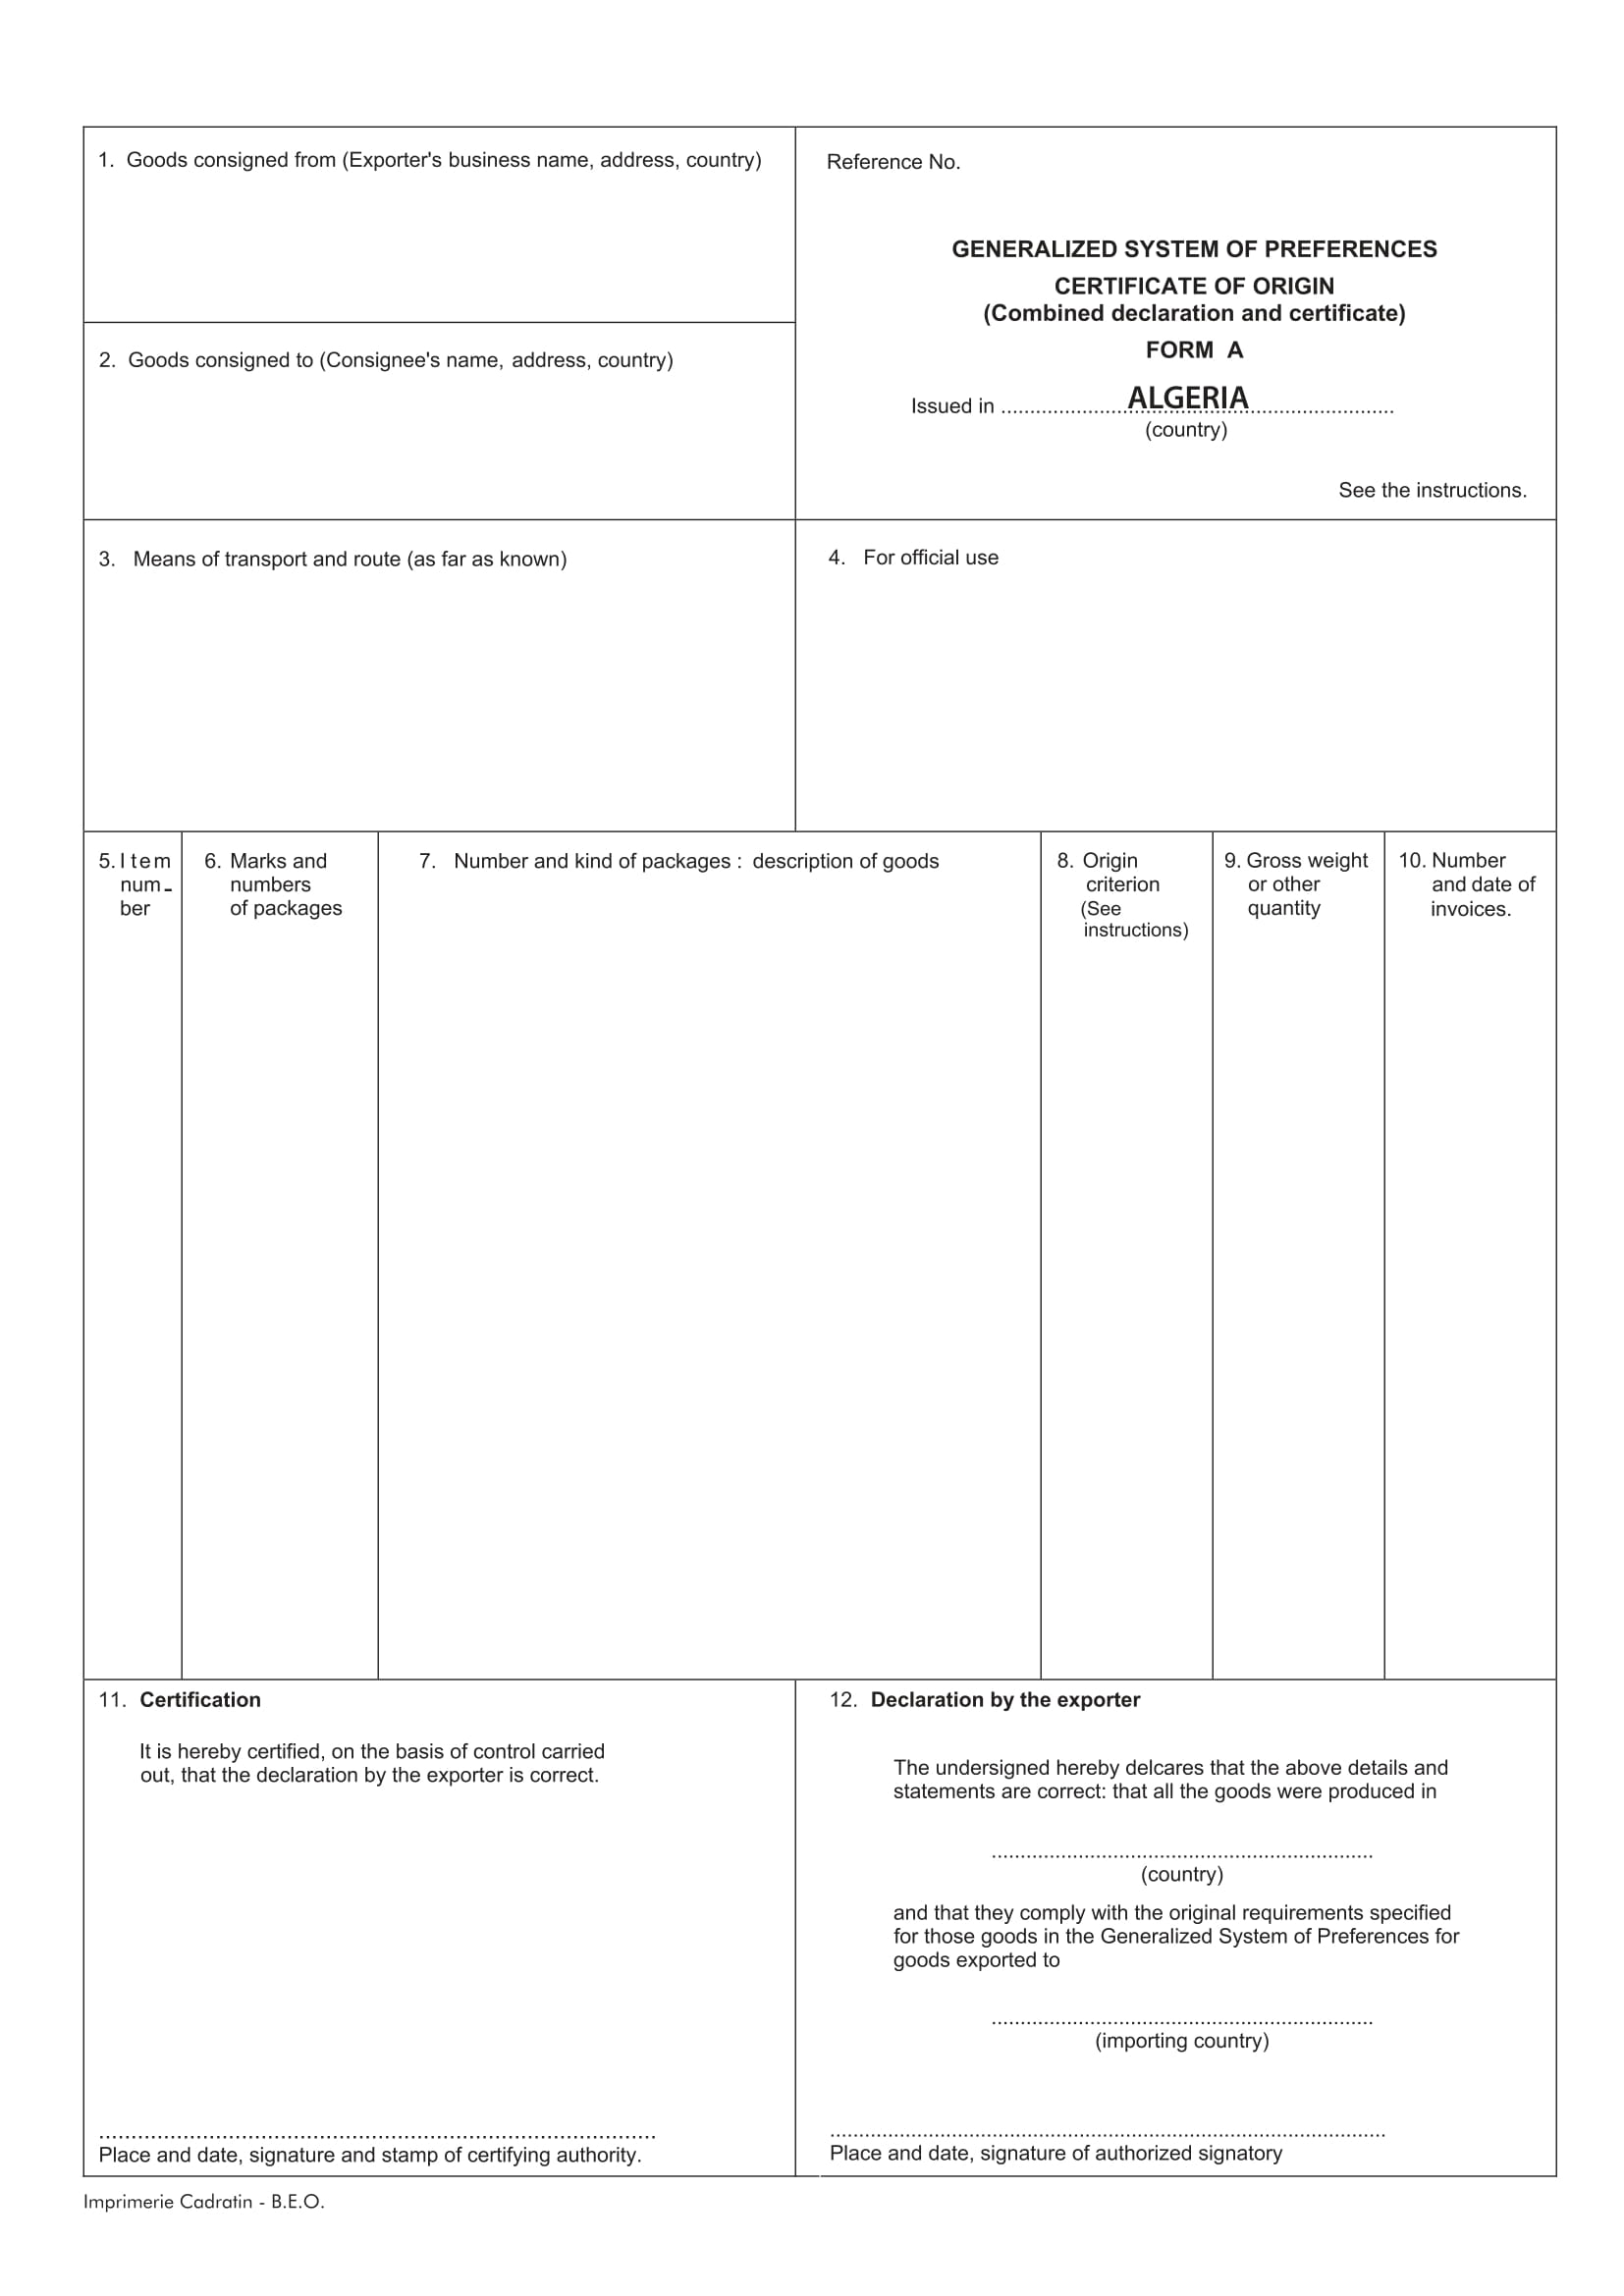 1. Goods consigned from (Exporter's business name, address, country)
Reference No.
GENERALIZED SYSTEM OF PREFERENCES
CERTIFICATE OF ORIGIN
(Combined declaration and certificate)
FORM A
Issued in ..................... ALGERIA .........................
(country)
See the instructions.
2. Goods consigned to (Consignee's name, address, country)
3. Means of transport and route (as far as known)
4. For official use
5. Item
num-
ber
6. Marks and
numbers
of packages
7. Number and kind of packages : description of goods
8. Origin
criterion
(See
instructions)
9. Gross weight
or other
quantity
10. Number
and date of
invoices.
11. Certification
It is hereby certified, on the basis of control carried
out, that the declaration by the exporter is correct.
Place and date, signature and stamp of certifying authority.
12. Declaration by the exporter
The undersigned hereby delcares that the above details and
statements are correct: that all the goods were produced in
(country)
and that they comply with the original requirements specified
for those goods in the Generalized System of Preferences for
goods exported to
(importing country)
Place and date, signature of authorized signatory
Imprimerie Cadratin - B.E.O.